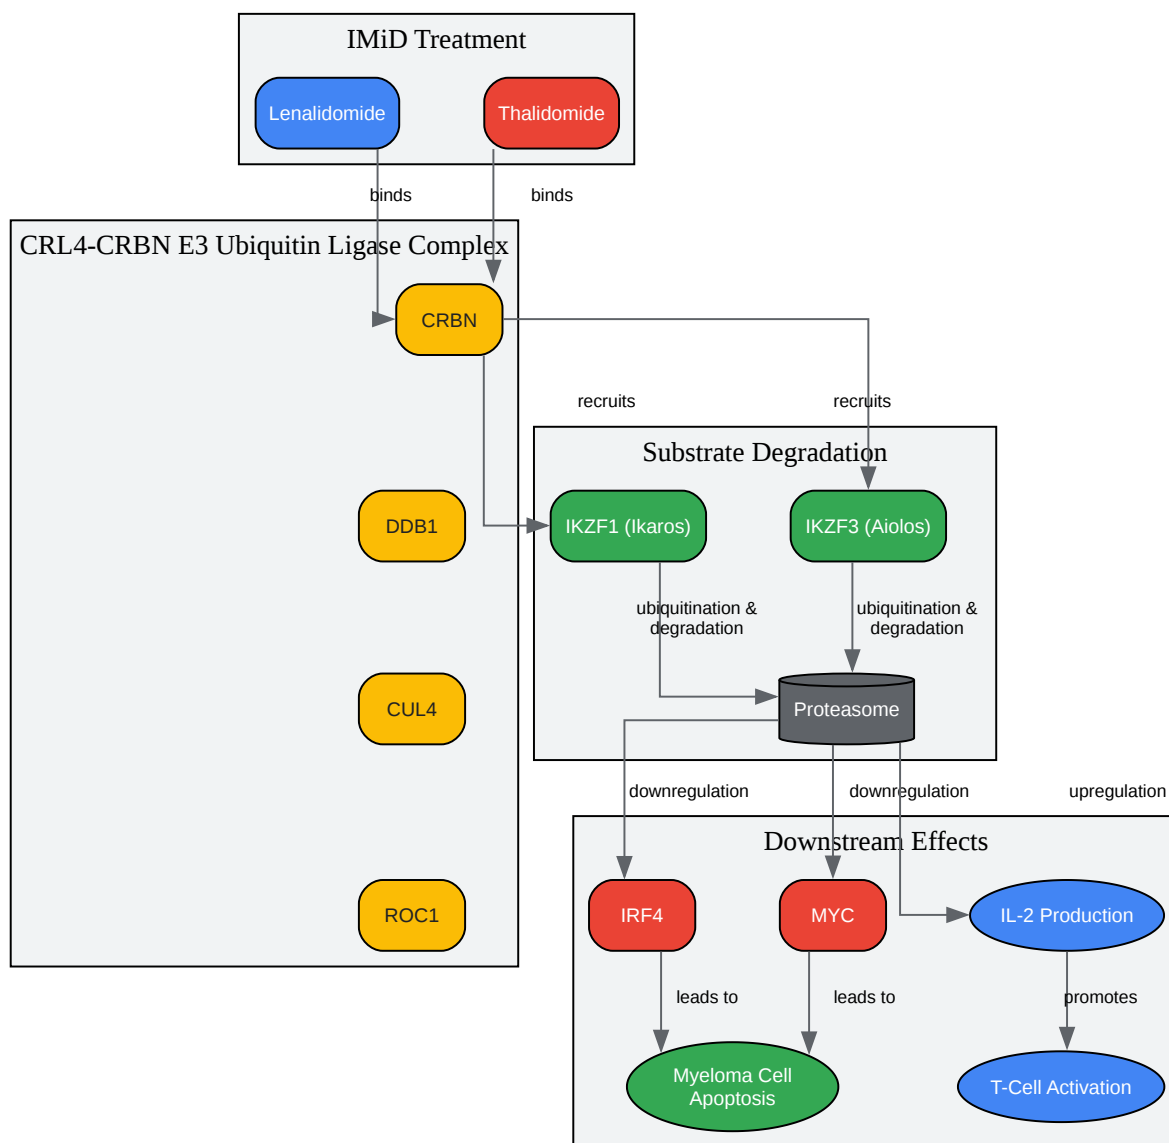 IMiD Treatment
Lenalidomide
Thalidomide
binds
binds
CRL4-CRBN E3 Ubiquitin Ligase Complex
CRBN
recruits
recruits
Substrate Degradation
DDB1
IKZF1 (Ikaros)
IKZF3 (Aiolos)
ubiquitination &
degradation
ubiquitination &
degradation
CUL4
Proteasome
downregulation
downregulation
upregulation
Downstream Effects
ROC1
IRF4
MYC
IL-2 Production
leads to
leads to
promotes
Myeloma Cell
Apoptosis
T-Cell Activation